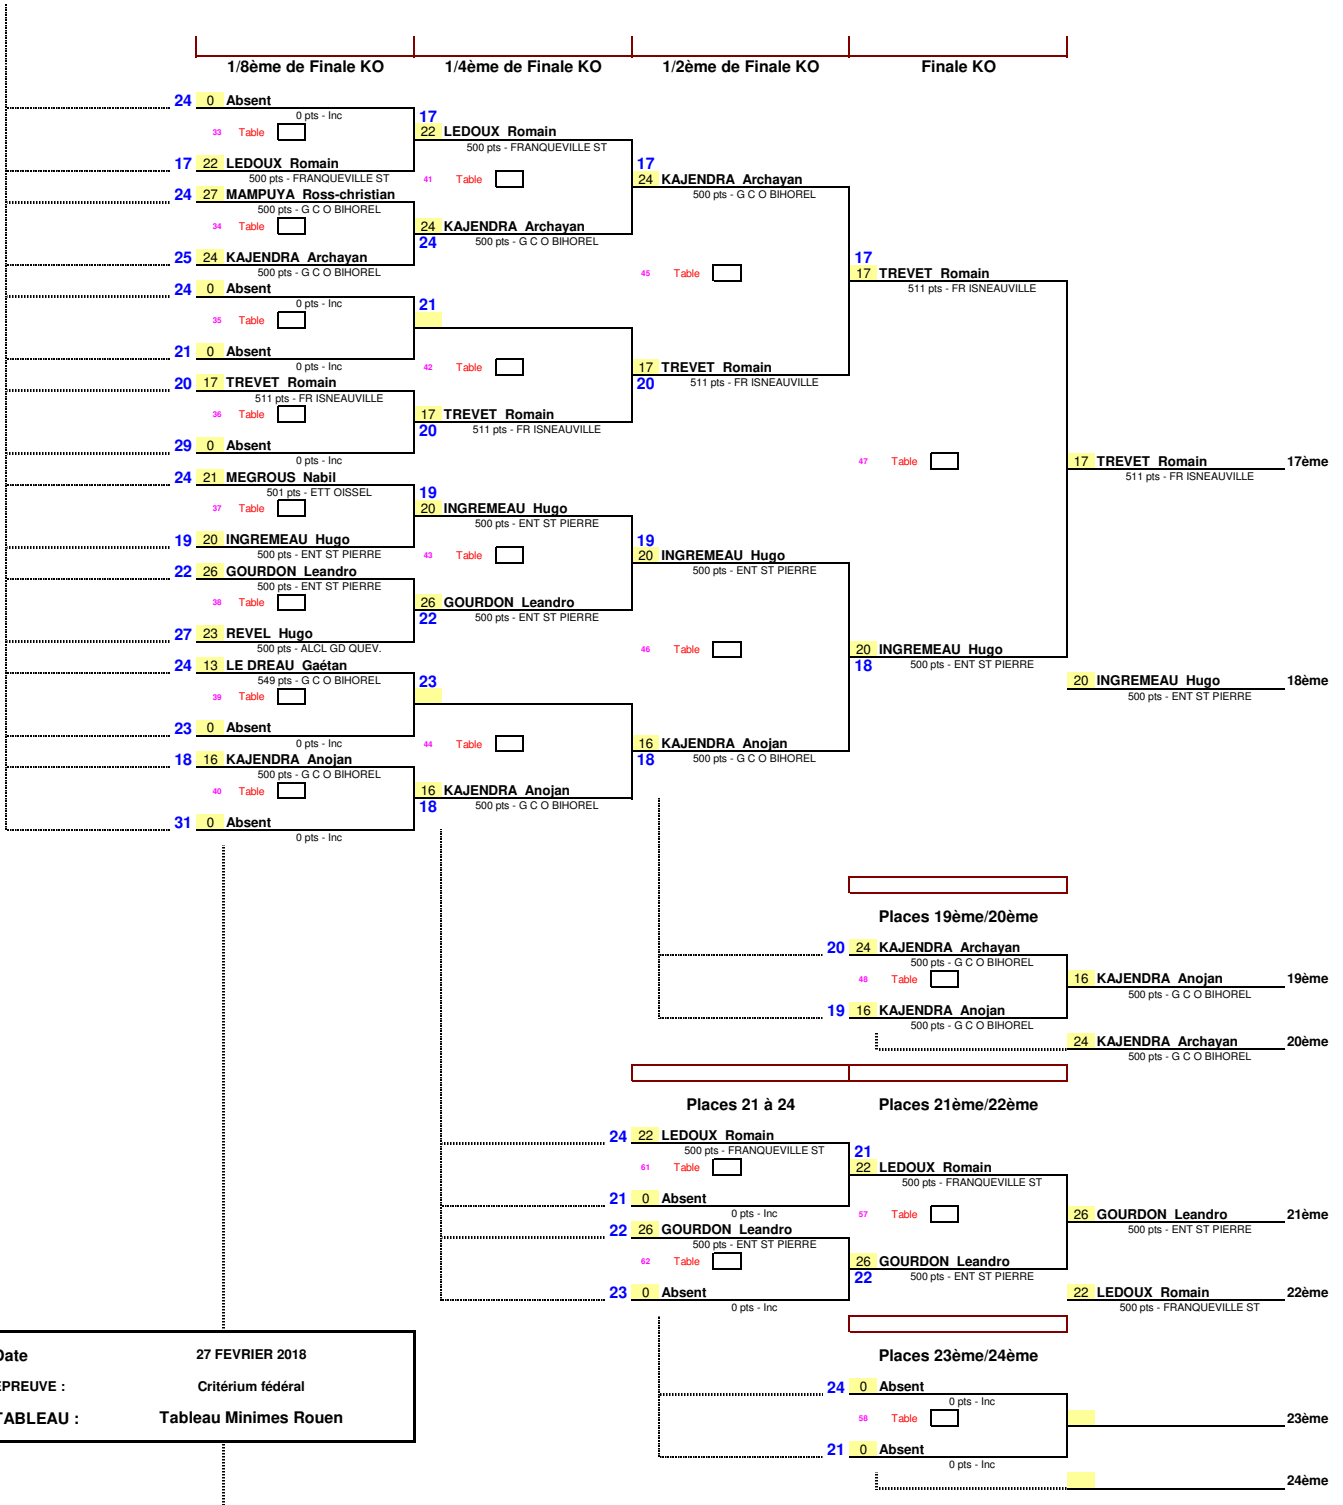 1/8ème de Finale KO 1/4ème de Finale KO 1/2ème de Finale KO Finale KO
24 0 Absent
0 pts - Inc
33 Table
17 22 LEDOUX Romain
500 pts - FRANQUEVILLE ST
24 27 MAMPUYA Ross-christian
500 pts - G C O BIHOREL
34 Table
25 24 KAJENDRA Archayan
500 pts - G C O BIHOREL
24 0 Absent
0 pts - Inc
35 Table
21 0 Absent
0 pts - Inc
20 17 TREVET Romain
511 pts - FR ISNEAUVILLE
36 Table
29 0 Absent
0 pts - Inc
24 21 MEGROUS Nabil
501 pts - ETT OISSEL
37 Table
19 20 INGREMEAU Hugo
500 pts - ENT ST PIERRE
22 26 GOURDON Leandro
500 pts - ENT ST PIERRE
38 Table
27 23 REVEL Hugo
500 pts - ALCL GD QUEV.
24 13 LE DREAU Gaétan
549 pts - G C O BIHOREL
39 Table
23 0 Absent
0 pts - Inc
18 16 KAJENDRA Anojan
500 pts - G C O BIHOREL
40 Table
31 0 Absent
0 pts - Inc
17
22 LEDOUX Romain
500 pts - FRANQUEVILLE ST
41 Table
24 KAJENDRA Archayan
24 500 pts - G C O BIHOREL
21
42 Table
17 TREVET Romain
20 511 pts - FR ISNEAUVILLE
19
20 INGREMEAU Hugo
500 pts - ENT ST PIERRE
43 Table
26 GOURDON Leandro
22 500 pts - ENT ST PIERRE
23
44 Table
16 KAJENDRA Anojan
18 500 pts - G C O BIHOREL
17
24 KAJENDRA Archayan
500 pts - G C O BIHOREL
45 Table
17 TREVET Romain
20 511 pts - FR ISNEAUVILLE
19
20 INGREMEAU Hugo
500 pts - ENT ST PIERRE
46 Table
16 KAJENDRA Anojan
18 500 pts - G C O BIHOREL
17
17 TREVET Romain
511 pts - FR ISNEAUVILLE
47 Table
20 INGREMEAU Hugo
18 500 pts - ENT ST PIERRE
17 TREVET Romain 17ème
511 pts - FR ISNEAUVILLE
20 INGREMEAU Hugo 18ème
500 pts - ENT ST PIERRE
Places 19ème/20ème
20 24 KAJENDRA Archayan
500 pts - G C O BIHOREL
48 Table
19 16 KAJENDRA Anojan
500 pts - G C O BIHOREL
16 KAJENDRA Anojan 19ème
500 pts - G C O BIHOREL
24 KAJENDRA Archayan 20ème
500 pts - G C O BIHOREL
Places 21 à 24 Places 21ème/22ème
24 22 LEDOUX Romain
500 pts - FRANQUEVILLE ST
61 Table
21 0 Absent
0 pts - Inc
22 26 GOURDON Leandro
500 pts - ENT ST PIERRE
62 Table
23 0 Absent
0 pts - Inc
21
22 LEDOUX Romain
500 pts - FRANQUEVILLE ST
57 Table
26 GOURDON Leandro
22 500 pts - ENT ST PIERRE
26 GOURDON Leandro 21ème
500 pts - ENT ST PIERRE
22 LEDOUX Romain 22ème
500 pts - FRANQUEVILLE ST
Places 23ème/24ème
24 0 Absent
0 pts - Inc
58 Table
21 0 Absent
0 pts - Inc
23ème
24ème
Date 27 FEVRIER 2018
EPREUVE : Critérium fédéral
TABLEAU : Tableau Minimes Rouen